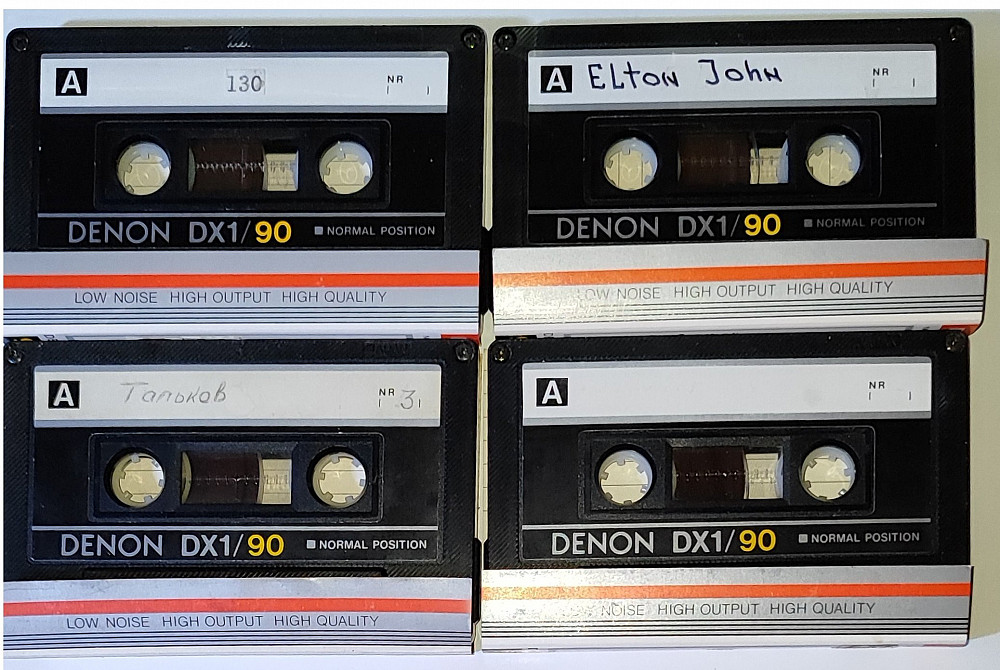 A 130 NR
DENON DX1/90 NORMAL POSITION
LOW NOISE HIGH OUTPUT HIGH QUALITY
A ELTON JOHN NR
DENON DX1/90 NORMAL POSITION
LOW NOISE HIGH OUTPUT HIGH QUALITY
A Тальков NR 3
DENON DX1/90 NORMAL POSITION
LOW NOISE HIGH OUTPUT HIGH QUALITY
A NR
DENON DX1/90 NORMAL POSITION
NOISE HIGH OUTPUT HIGH QUALITY